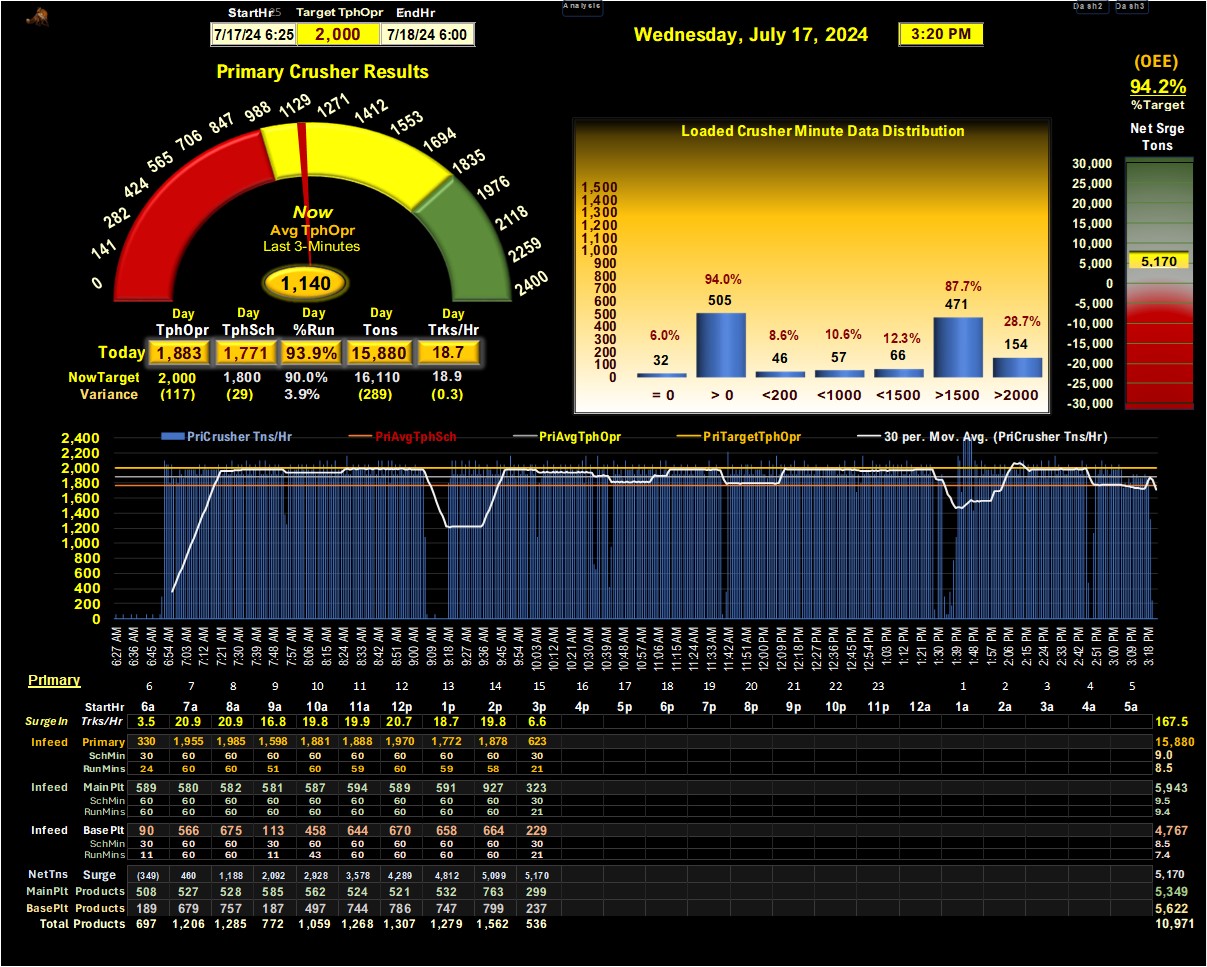 Analysis
Dash2 Dash3
StartHr 25 Target TphOpr EndHr
7/17/24 6:25 2,000 7/18/24 6:00
Wednesday, July 17, 2024 3:20 PM
(OEE)
94.2%
%Target
Net Srge
Tons
Primary Crusher Results
0 141 282 424 565 706 847 988 1129 1271 1412 1553 1694 1835 1976 2118 2259 2400
Now
Avg TphOpr
Last 3-Minutes
1,140
Day Day Day Day Day
TphOpr TphSch %Run Tons Trks/Hr
Today 1,883 1,771 93.9% 15,880 18.7
NowTarget 2,000 1,800 90.0% 16,110 18.9
Variance (117) (29) 3.9% (289) (0.3)
Loaded Crusher Minute Data Distribution
1,500
1,400
1,300
1,200
1,100
1,000
900
800
700
600
500
400
300
200
100
0
6.0% 94.0% 8.6% 10.6% 12.3% 87.7% 28.7%
32 505 46 57 66 471 154
= 0 > 0 <200 <1000 <1500 >1500 >2000
30,000
25,000
20,000
15,000
10,000
5,000
0
-5,000
-10,000
-15,000
-20,000
-25,000
-30,000
5,170
PriCrusher Tns/Hr PriAvgTphSch PriAvgTphOpr PriTargetTphOpr 30 per. Mov. Avg. (PriCrusher Tns/Hr)
2,400
2,200
2,000
1,800
1,600
1,400
1,200
1,000
800
600
400
200
0
6:27 AM 6:36 AM 6:45 AM 6:54 AM 7:03 AM 7:12 AM 7:21 AM 7:30 AM 7:39 AM 7:48 AM 7:57 AM 8:06 AM 8:15 AM 8:24 AM 8:33 AM 8:42 AM 8:51 AM 9:00 AM 9:09 AM 9:18 AM 9:27 AM 9:36 AM 9:45 AM 9:54 AM 10:03 AM 10:12 AM 10:21 AM 10:30 AM 10:39 AM 10:48 AM 10:57 AM 11:06 AM 11:15 AM 11:24 AM 11:33 AM 11:42 AM 11:51 AM 12:00 PM 12:09 PM 12:18 PM 12:27 PM 12:36 PM 12:45 PM 12:54 PM 1:03 PM 1:12 PM 1:21 PM 1:30 PM 1:39 PM 1:48 PM 1:57 PM 2:06 PM 2:15 PM 2:24 PM 2:33 PM 2:42 PM 2:51 PM 3:00 PM 3:09 PM 3:18 PM
Primary
6 7 8 9 10 11 12 13 14 15 16 17 18 19 20 21 22 23 1 2 3 4 5
StartHr 6a 7a 8a 9a 10a 11a 12p 1p 2p 3p 4p 5p 6p 7p 8p 9p 10p 11p 12a 1a 2a 3a 4a 5a
SurgeIn Trks/Hr 3.5 20.9 20.9 16.8 19.8 19.9 20.7 18.7 19.8 6.6 167.5
Infeed Primary 330 1,955 1,985 1,598 1,881 1,888 1,970 1,772 1,878 623 15,880
SchMin 30 60 60 60 60 60 60 60 60 30 9.0
RunMins 24 60 60 51 60 59 60 59 58 21 8.5
Infeed MainPlt 589 580 582 581 587 594 589 591 927 323 5,943
SchMin 60 60 60 60 60 60 60 60 60 30 9.5
RunMins 60 60 60 60 60 60 60 60 60 21 9.4
Infeed BasePlt 90 566 675 113 458 644 670 658 664 229 4,767
SchMin 30 60 60 30 60 60 60 60 60 30 8.5
RunMins 11 60 60 11 43 60 60 60 60 21 7.4
NetTns Surge (349) 460 1,188 2,092 2,928 3,578 4,289 4,812 5,099 5,170 5,170
MainPlt Products 508 527 528 585 562 524 521 532 763 299 5,349
BasePlt Products 189 679 757 187 497 744 786 747 799 237 5,622
Total Products 697 1,206 1,285 772 1,059 1,268 1,307 1,279 1,562 536 10,971